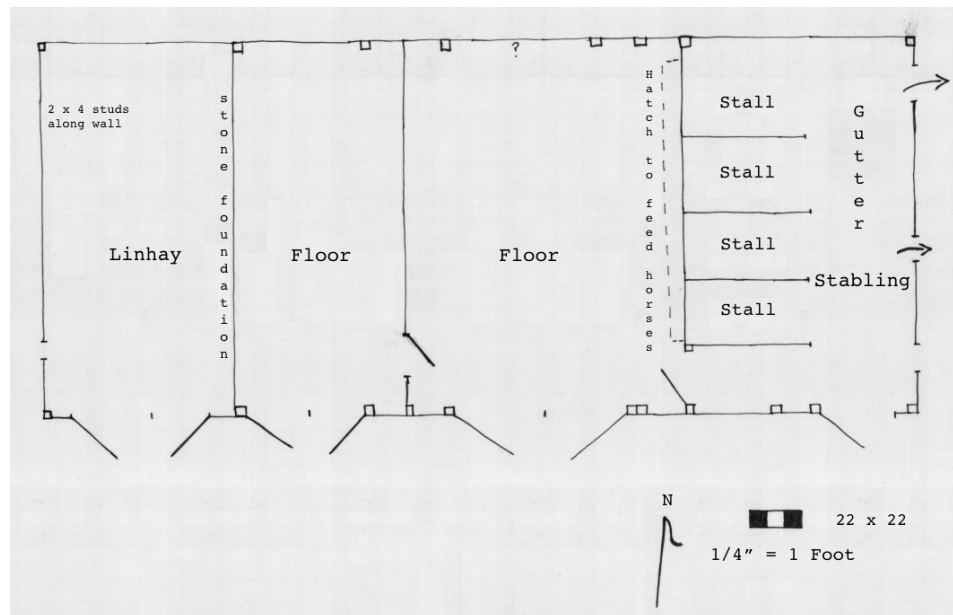 ?
2 x 4 studs
along wall
stone foundation
Hatch to feed horses
Stall
Stall
Stall
Stall
Gutter
Linhay
Floor
Floor
Stabling
N
22 x 22
1/4" = 1 Foot